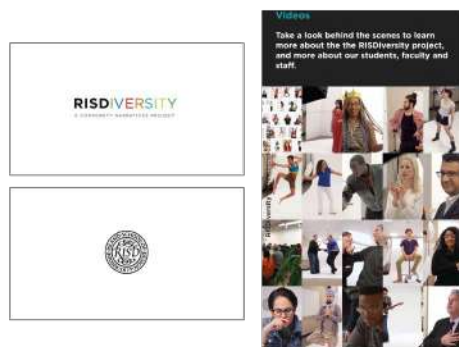 RISDIVERSITY
A COMMUNITY NARRATIVES PROJECT
RISD
Videos
Take a look behind the scenes to learn
more about the the RISDiversity project,
and more about our students, faculty and
staff.
RISDiversity